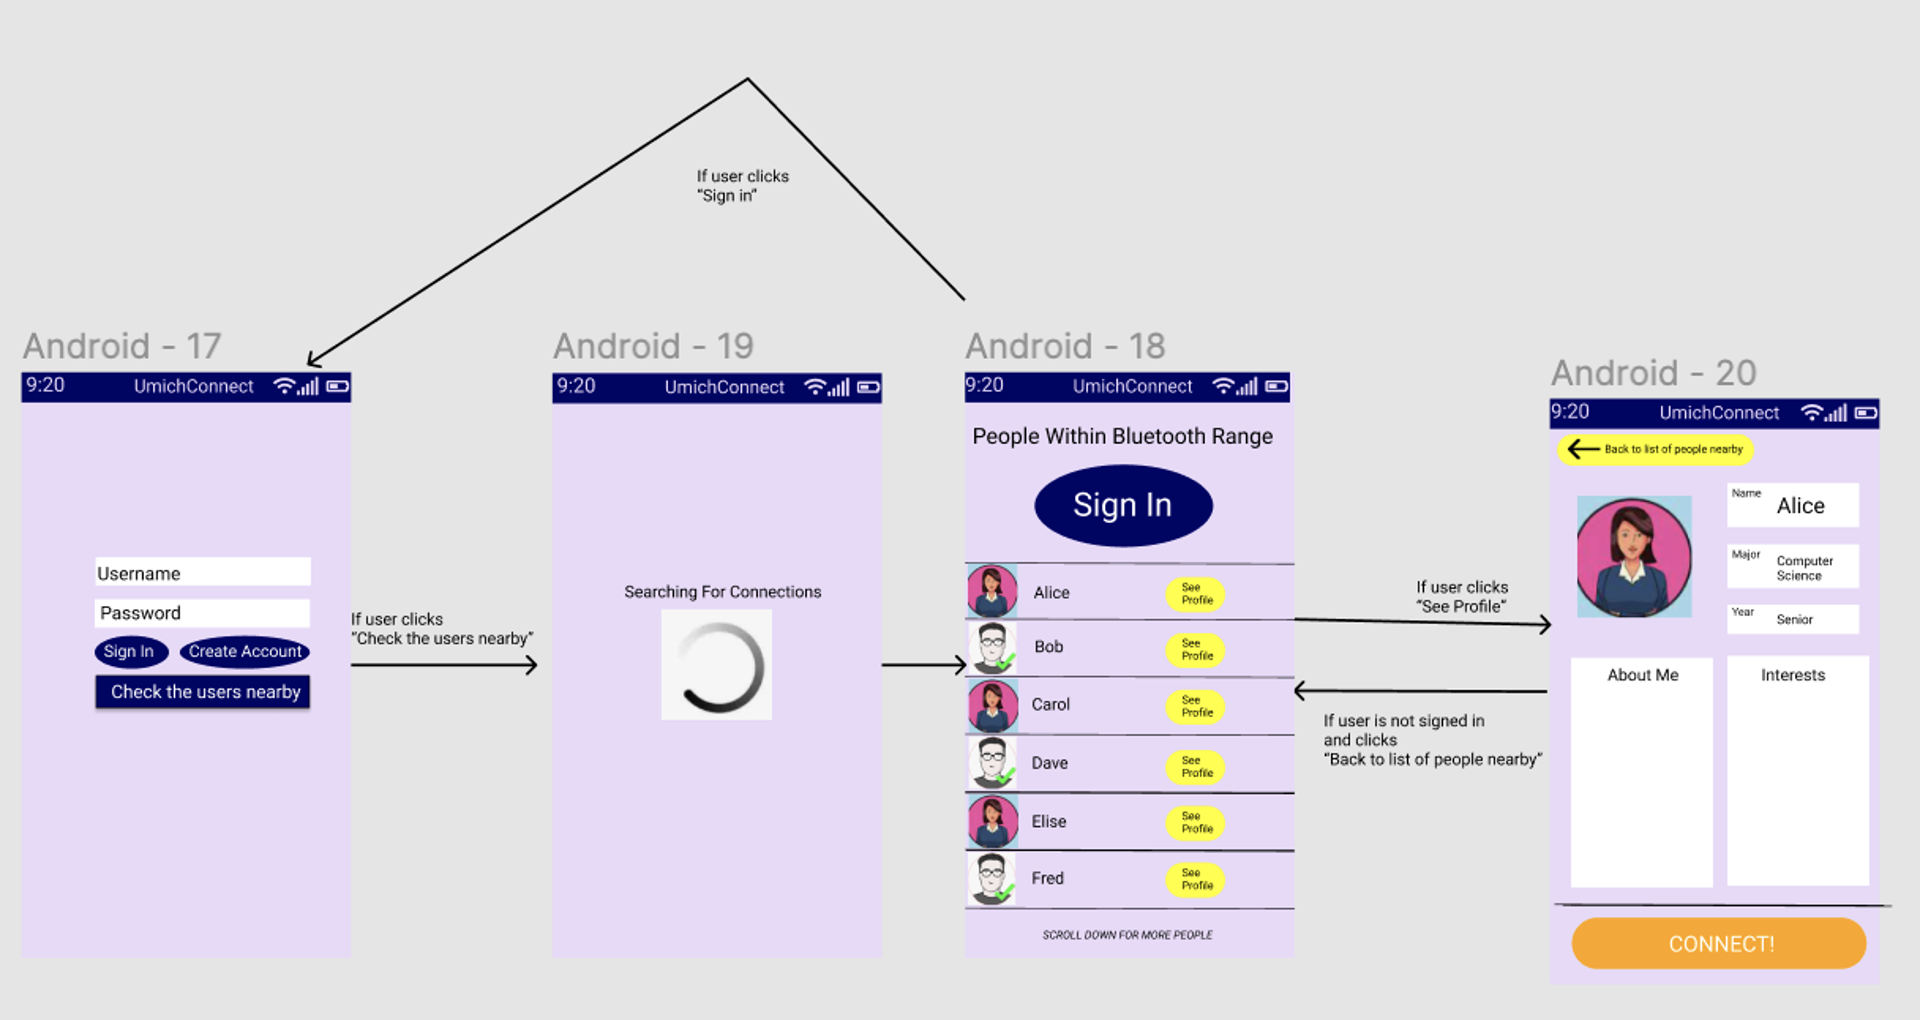 If user clicks
“Sign in”
Android - 17
9:20 UmichConnect
Username
Password
Sign In Create Account
Check the users nearby
If user clicks
“Check the users nearby”
Android - 19
9:20 UmichConnect
Searching For Connections
Android - 18
9:20 UmichConnect
People Within Bluetooth Range
Sign In
Alice See
Profile
Bob See
Profile
Carol See
Profile
Dave See
Profile
Elise See
Profile
Fred See
Profile
SCROLL DOWN FOR MORE PEOPLE
If user clicks
“See Profile”
If user is not signed in
and clicks
“Back to list of people nearby”
Android - 20
9:20 UmichConnect
Back to list of people nearby
Name Alice
Major Computer
Science
Year Senior
About Me
Interests
CONNECT!